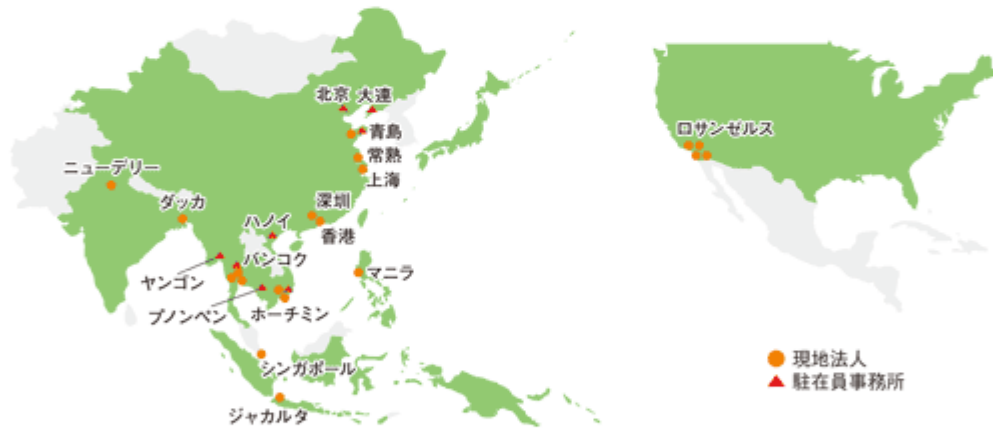 北京
大連
青島
常熟
上海
ニューデリー
ダッカ
深圳
ハノイ
香港
バンコク
ヤンゴン
マニラ
プノンペン
ホーチミン
シンガポール
ジャカルタ
ロサンゼルス
現地法人
駐在員事務所